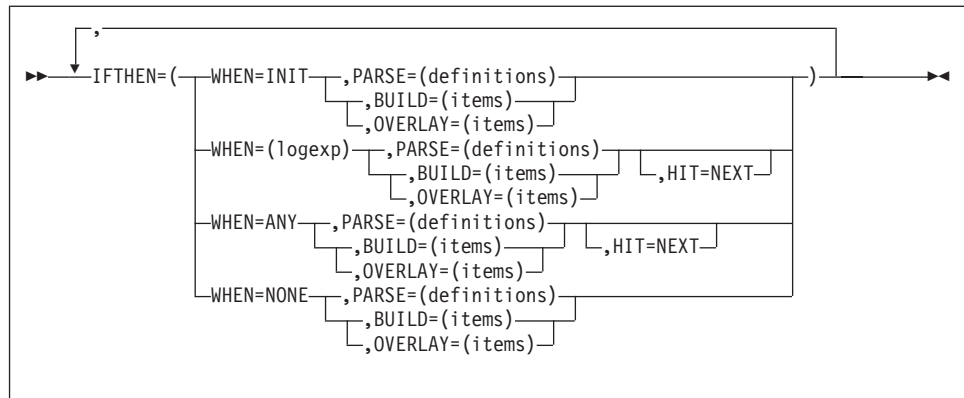 ,
IFTHEN=( WHEN=INIT ,PARSE=(definitions) )
,BUILD=(items)
,OVERLAY=(items)
WHEN=(logexp) ,PARSE=(definitions)
,BUILD=(items) ,HIT=NEXT
,OVERLAY=(items)
WHEN=ANY ,PARSE=(definitions)
,BUILD=(items) ,HIT=NEXT
,OVERLAY=(items)
WHEN=NONE ,PARSE=(definitions)
,BUILD=(items)
,OVERLAY=(items)